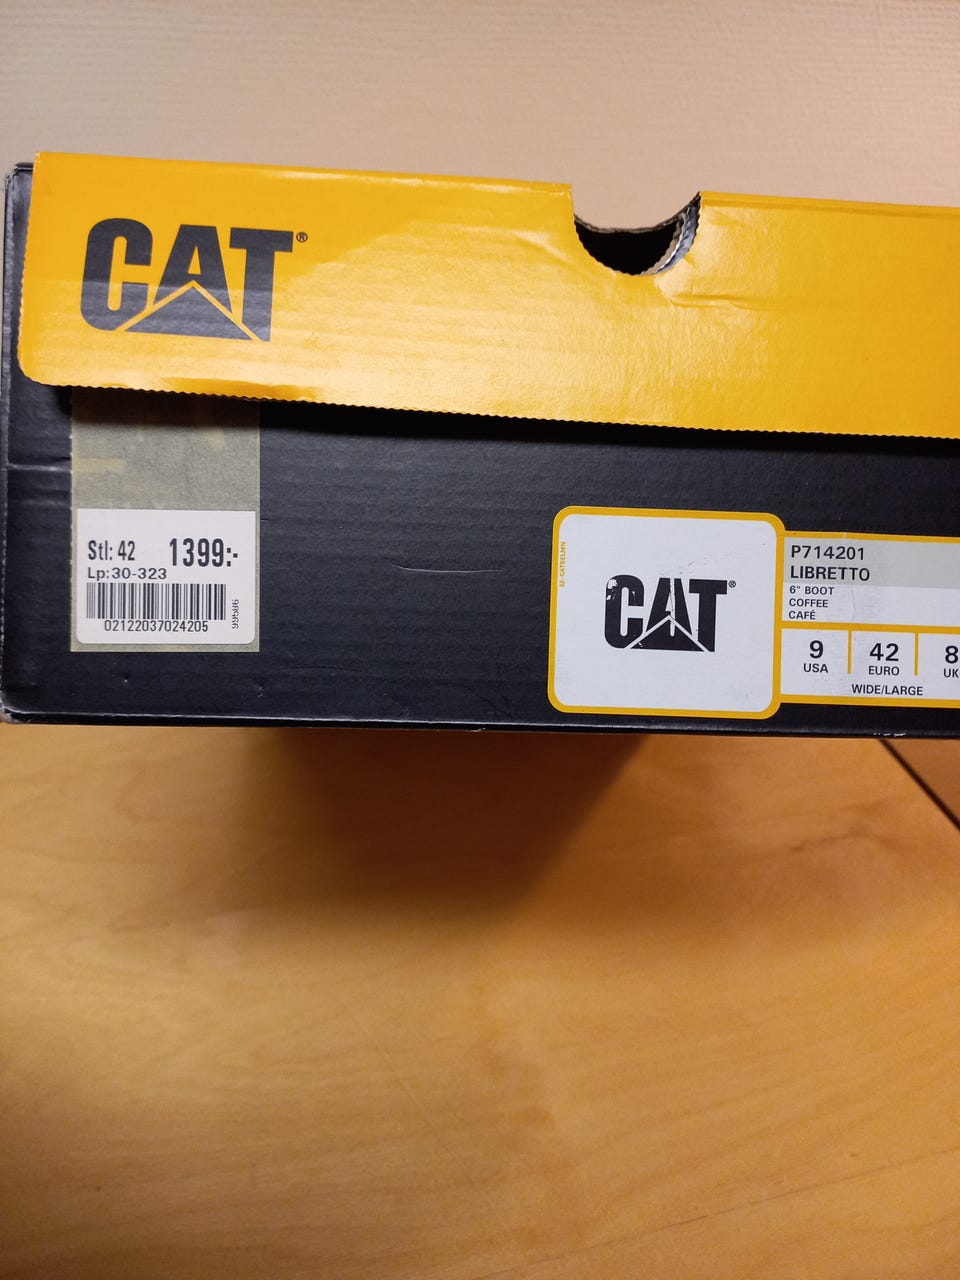 CAT®
Stl: 42 1399:-
Lp:30-323
02122037024205
99586
CAT®
P714201
LIBRETTO
6" BOOT
COFFEE
CAFÉ
9
USA
42
EURO
8
UK
WIDE/LARGE